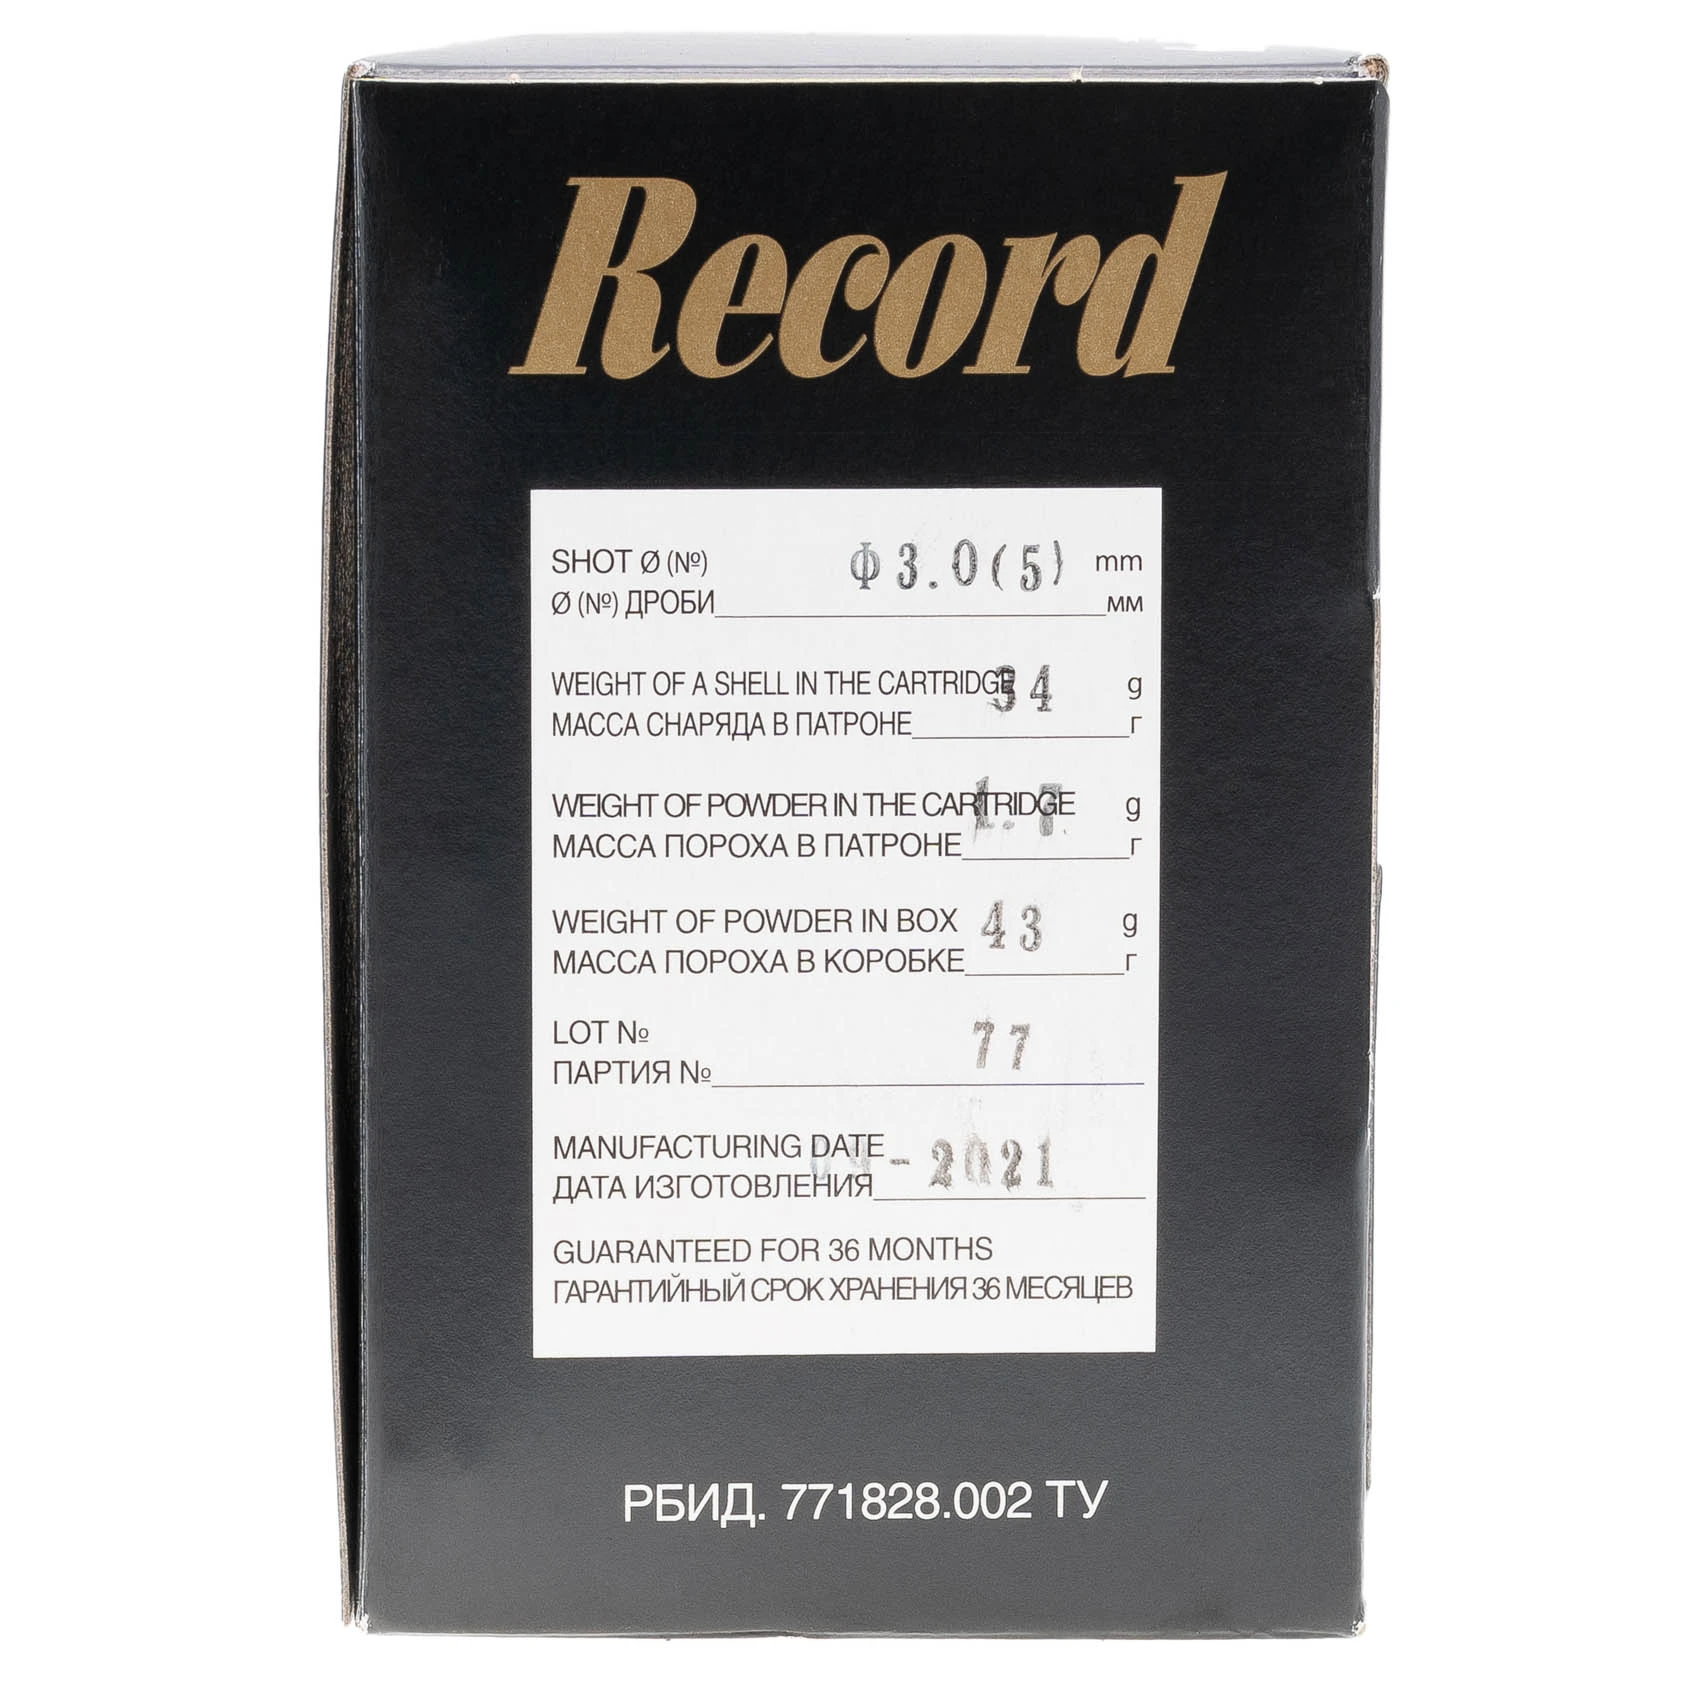 Record
SHOT Ø (№) Ф3.0(5) mm
Ø (№) ДРОБИ мм
WEIGHT OF A SHELL IN THE CARTRIDGE 34 g
МАССА СНАРЯДА В ПАТРОНЕ г
WEIGHT OF POWDER IN THE CARTRIDGE 1.7 g
МАССА ПОРОХА В ПАТРОНЕ г
WEIGHT OF POWDER IN BOX 43 g
МАССА ПОРОХА В КОРОБКЕ г
LOT № 77
ПАРТИЯ №
MANUFACTURING DATE 09-2021
ДАТА ИЗГОТОВЛЕНИЯ
GUARANTEED FOR 36 MONTHS
ГАРАНТИЙНЫЙ СРОК ХРАНЕНИЯ 36 МЕСЯЦЕВ
РБИД. 771828.002 ТУ